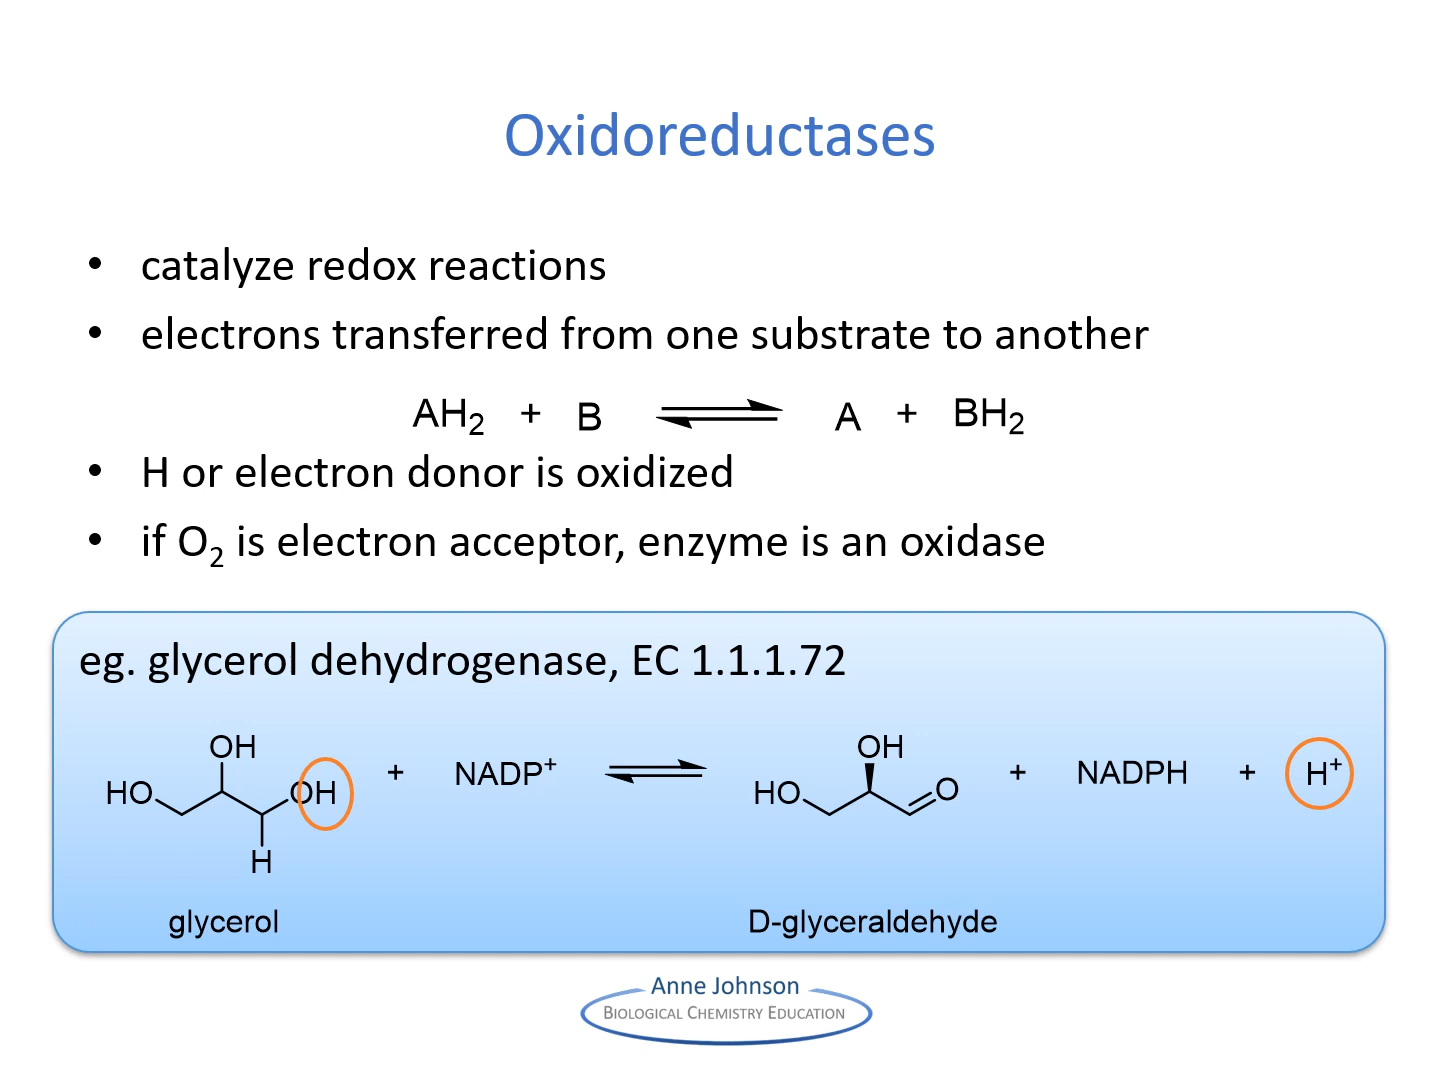 Oxidoreductases
• catalyze redox reactions
• electrons transferred from one substrate to another
AH₂ + B ⇌ A + BH₂
• H or electron donor is oxidized
• if O₂ is electron acceptor, enzyme is an oxidase
eg. glycerol dehydrogenase, EC 1.1.1.72
OH OH
HO OH + NADP⁺ ⇌ HO O + NADPH + H⁺
H
glycerol D-glyceraldehyde
Anne Johnson
BIOLOGICAL CHEMISTRY EDUCATION